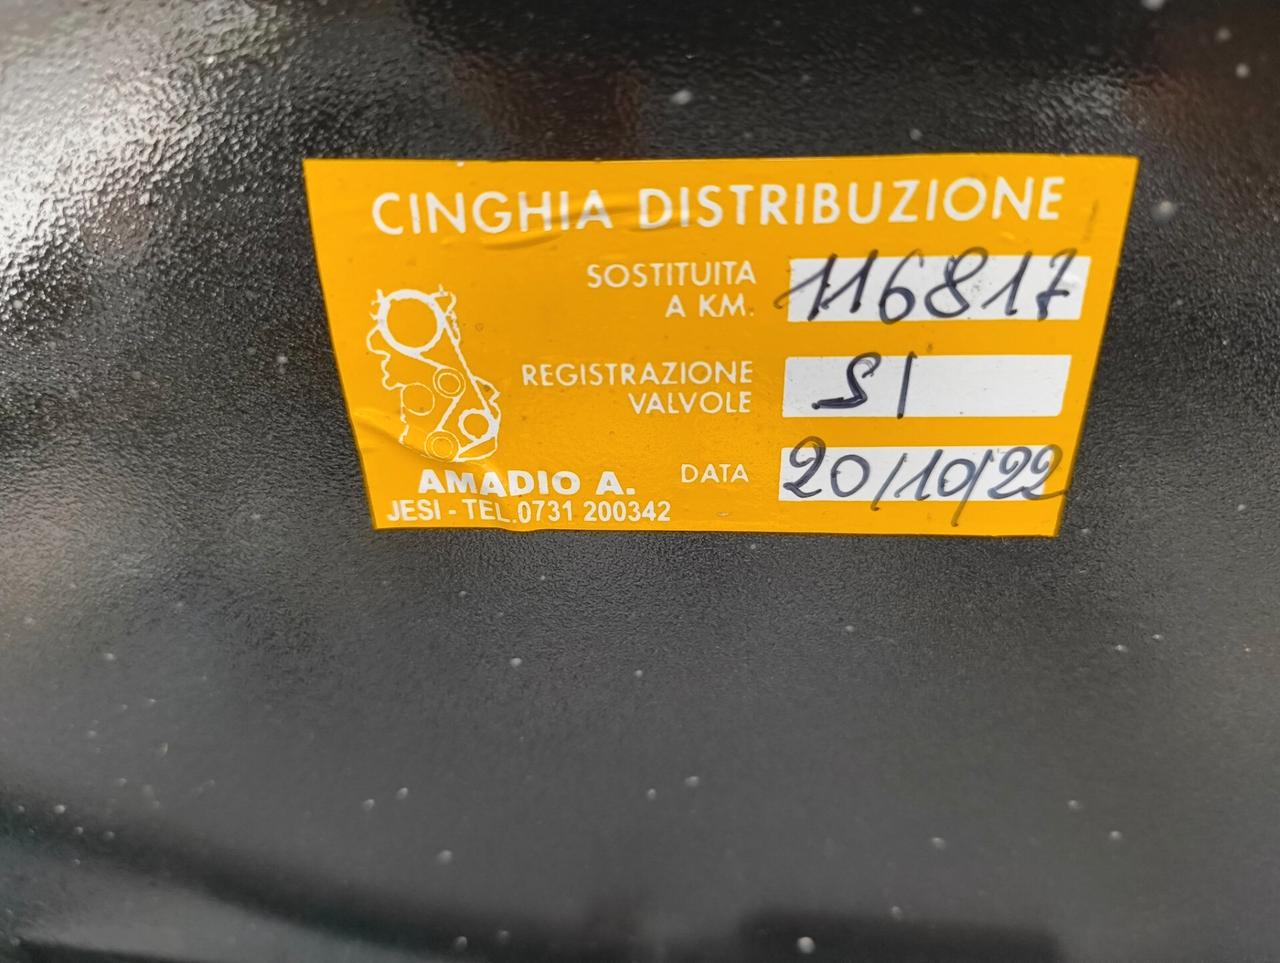 CINGHIA DISTRIBUZIONE
SOSTITUITA
A KM. 116817
REGISTRAZIONE
VALVOLE SI
DATA 20/10/22
AMADIO A.
JESI - TEL.0731 200342